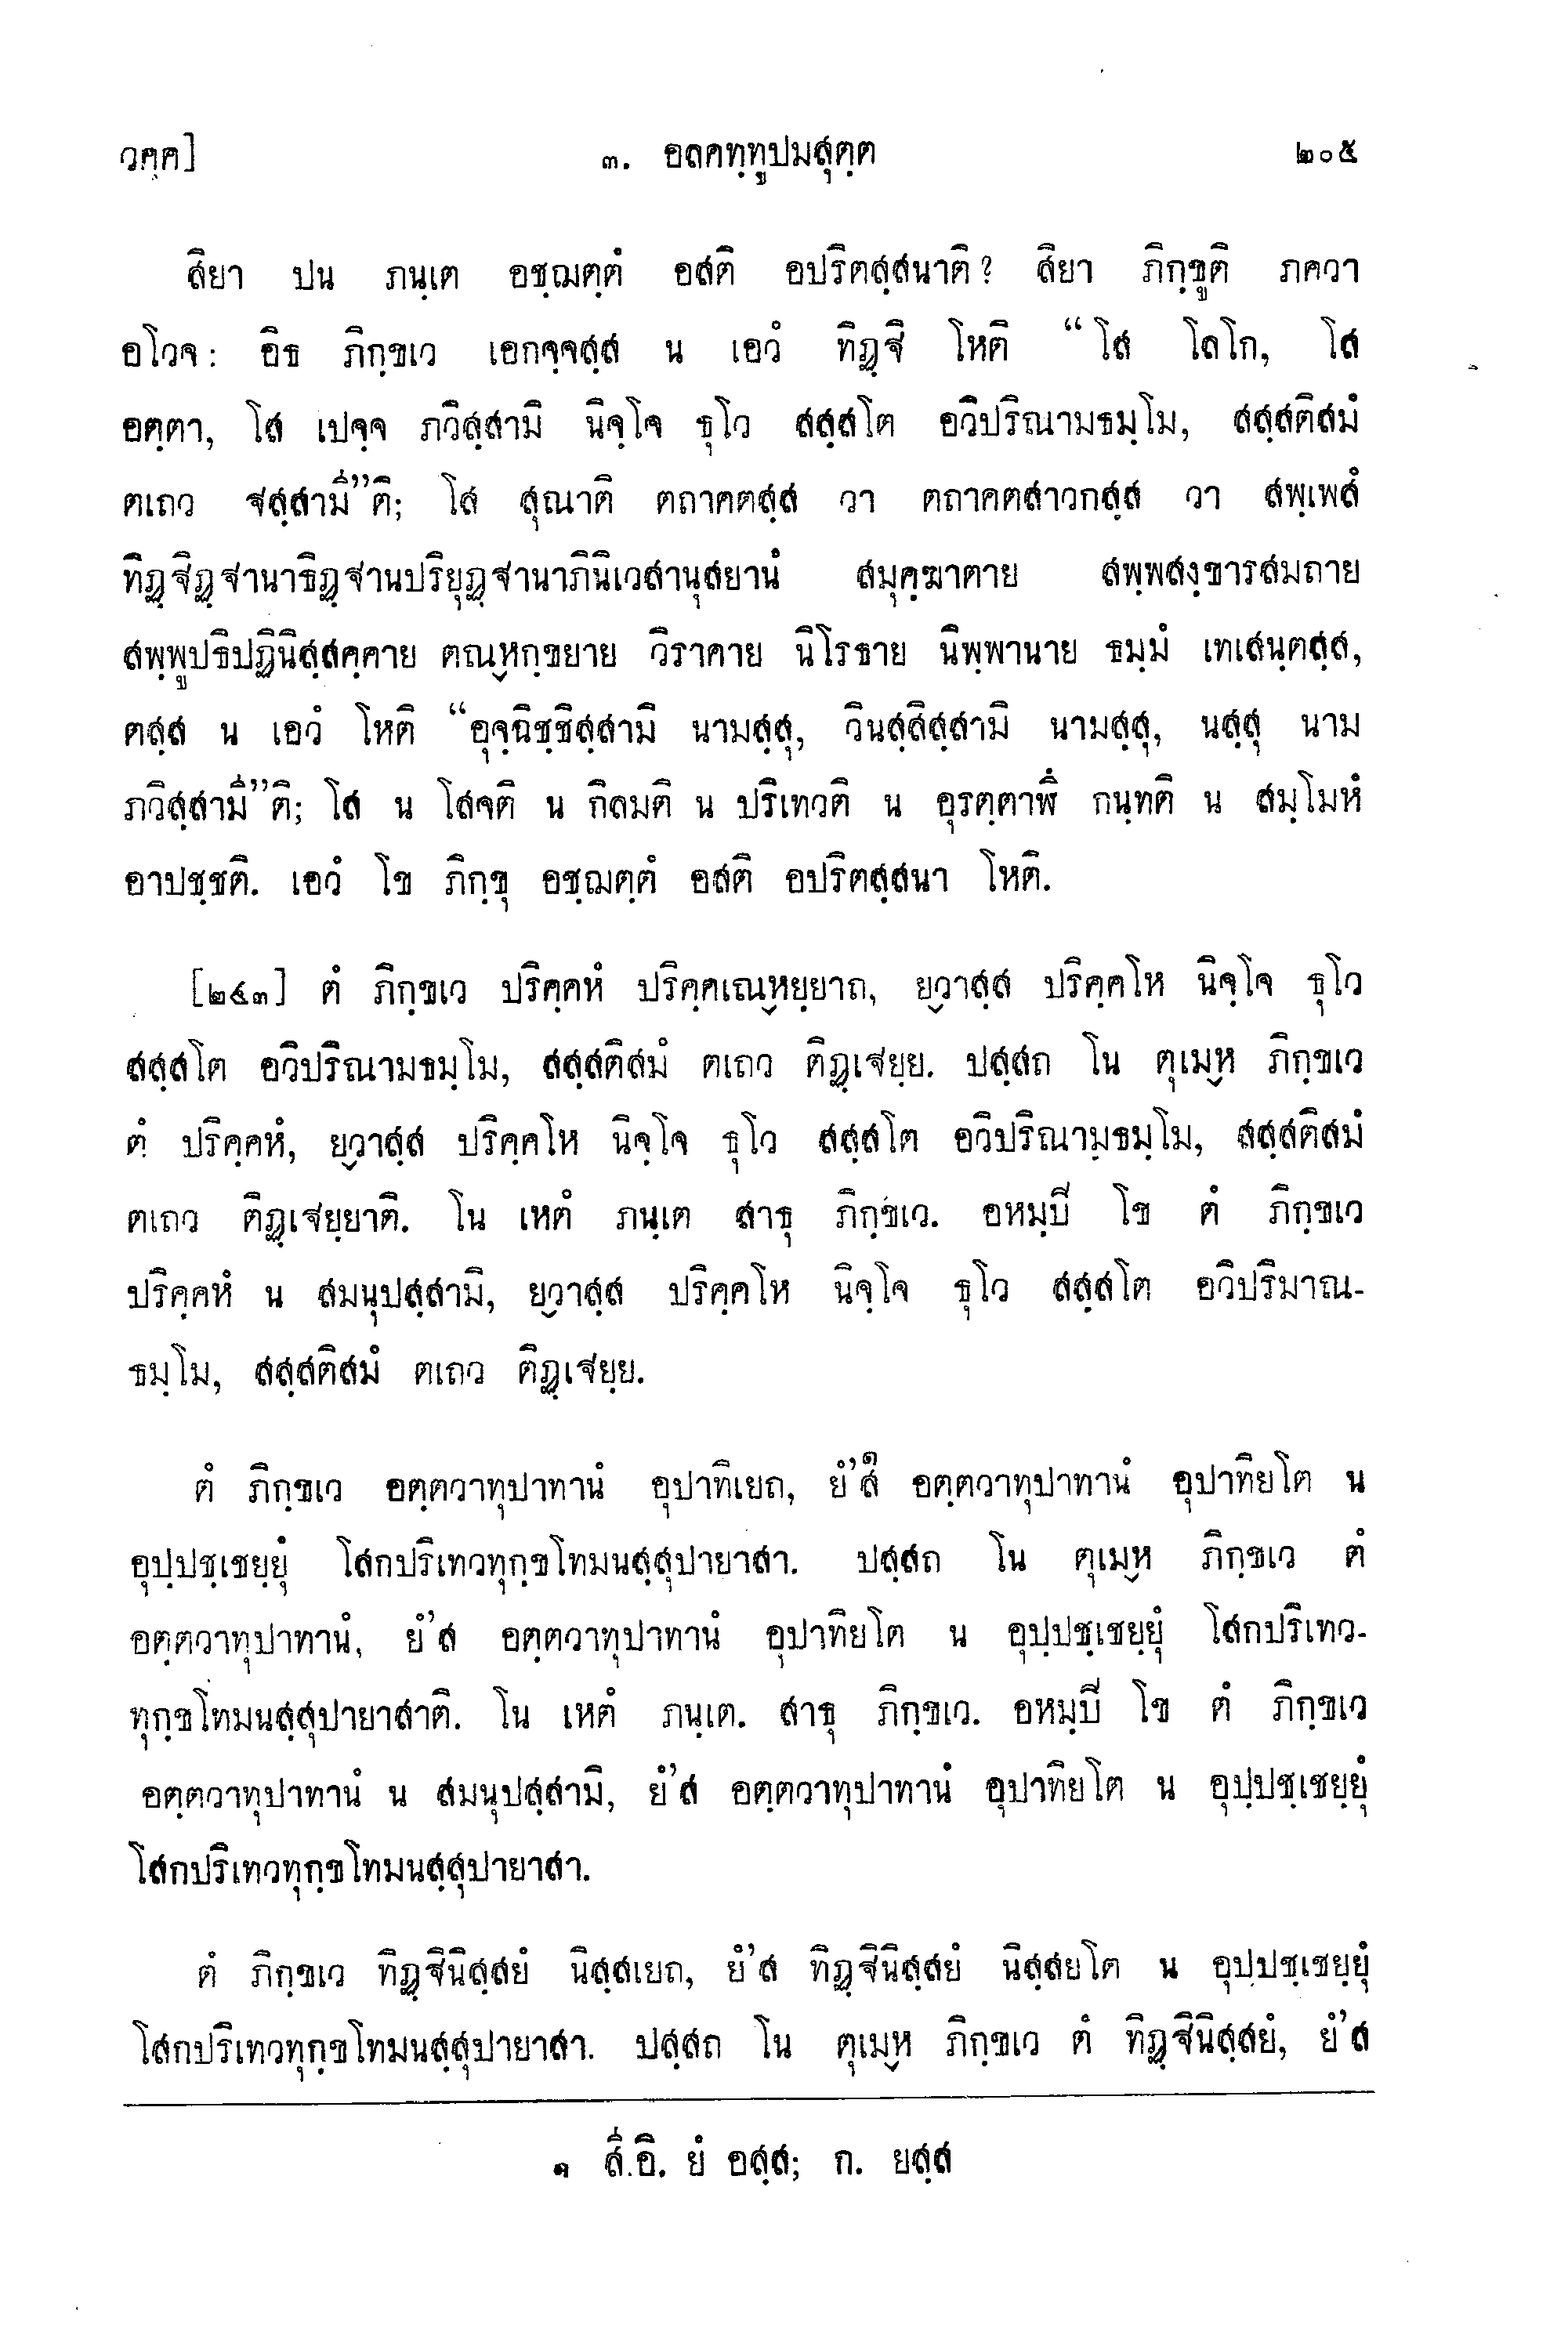 วคฺค]
๓. อลคทฺทูปมสุตฺต
๒๐๕
สิยา ปน ภนฺเต อชฺฌตฺตํ อสติ อปริตสฺสนาติ? สิยา ภิกฺขูติ ภควา
อโวจ: อิธ ภิกฺขเว เอกจฺจสฺส น เอวํ ทิฏฺฐิ โหติ “โส โลโก, โส
อตฺตา, โส เปจฺจ ภวิสฺสามิ นิจฺโจ ธุโว สสฺสโต อวิปริณามธมฺโม, สสฺสติสมํ
ตเถว ฐสฺสามี่”ติ; โส สุณาติ ตถาคตสฺส วา ตถาคตสาวกสฺส วา สพฺเพสํ
ทิฏฺฐิฏฺฐานาธิฏฺฐานปริยุฏฺฐานาภินิเวสานุสยานํ สมุคฺฆาตาย สพฺพสงฺขารสมถาย
สพฺพูปธิปฏินิสฺสคฺคาย ตณฺหกฺขยาย วิราคาย นิโรธาย นิพฺพานาย ธมฺมํ เทเสนฺตสฺส,
ตสฺส น เอวํ โหติ “อุจฺฉิชฺชิสฺสามิ นามสฺสุ, วินสฺสิสฺสามิ นามสฺสุ, นสฺสุ นาม
ภวิสฺสามี่”ติ; โส น โสจติ น กิลมติ น ปริเทวติ น อุรตฺตาฬึ กนฺทติ น สมฺโมหํ
อาปชฺชติ. เอวํ โข ภิกฺขุ อชฺฌตฺตํ อสติ อปริตสฺสนา โหติ.
[๒๔๓] ตํ ภิกฺขเว ปริคฺคหํ ปริคฺคเณฺหยฺยาถ, ยฺวาสฺส ปริคฺคโห นิจฺโจ ธุโว
สสฺสโต อวิปริณามธมฺโม, สสฺสติสมํ ตเถว ติฏฺเฐยฺย. ปสฺสถ โน ตุเมฺห ภิกฺขเว
ตํ ปริคฺคหํ, ยฺวาสฺส ปริคฺคโห นิจฺโจ ธุโว สสฺสโต อวิปริณามธมฺโม, สสฺสติสมํ
ตเถว ติฏฺเฐยฺยาติ. โน เหตํ ภนฺเต สาธุ ภิกฺขเว. อหมฺปิ โข ตํ ภิกฺขเว
ปริคฺคหํ น สมนุปสฺสามิ, ยฺวาสฺส ปริคฺคโห นิจฺโจ ธุโว สสฺสโต อวิปริมาณ-
ธมฺโม, สสฺสติสมํ ตเถว ติฏฺเฐยฺย.
ตํ ภิกฺขเว อตฺตวาทุปาทานํ อุปาทิเยถ, ยํ’ส๑ อตฺตวาทุปาทานํ อุปาทิยโต น
อุปฺปชฺเชยฺยุํ โสกปริเทวทุกฺขโทมนสฺสุปายาสา. ปสฺสถ โน ตุเมฺห ภิกฺขเว ตํ
อตฺตวาทุปาทานํ, ยํ’ส อตฺตวาทุปาทานํ อุปาทิยโต น อุปฺปชฺเชยฺยุํ โสกปริเทว-
ทุกฺขโทมนสฺสุปายาสาติ. โน เหตํ ภนฺเต. สาธุ ภิกฺขเว. อหมฺปิ โข ตํ ภิกฺขเว
อตฺตวาทุปาทานํ น สมนุปสฺสามิ, ยํ’ส อตฺตวาทุปาทานํ อุปาทิยโต น อุปฺปชฺเชยฺยุํ
โสกปริเทวทุกฺขโทมนสฺสุปายาสา.
ตํ ภิกฺขเว ทิฏฺฐินิสฺสยํ นิสฺสเยถ, ยํ’ส ทิฏฺฐินิสฺสยํ นิสฺสยโต น อุปฺปชฺเชยฺยุํ
โสกปริเทวทุกฺขโทมนสฺสุปายาสา. ปสฺสถ โน ตุเมฺห ภิกฺขเว ตํ ทิฏฺฐินิสฺสยํ, ยํ’ส
๑ สี.อิ. ยํ อสฺส; ก. ยสฺส